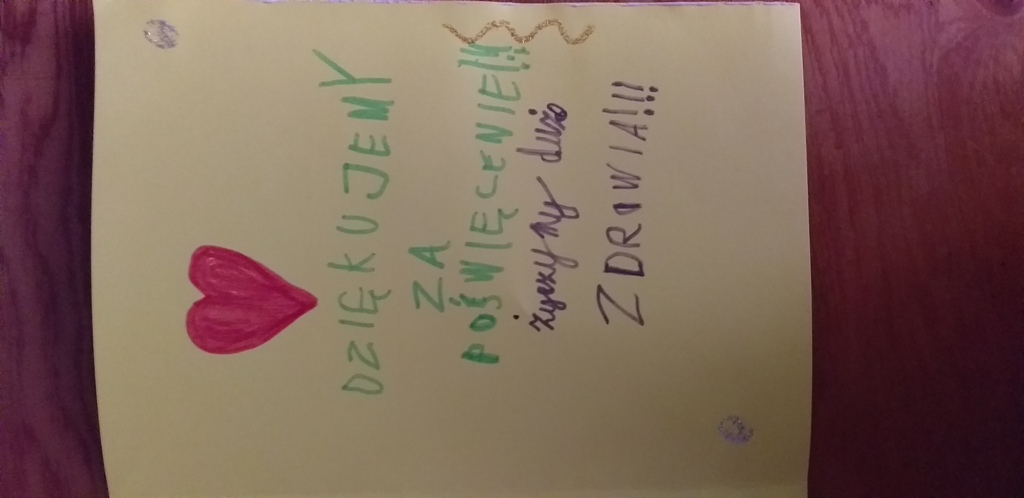 DZIĘKUJEMY
ZA
POŚWIĘCENIE!!!
życzymy dużo
ZDROWIA!!!